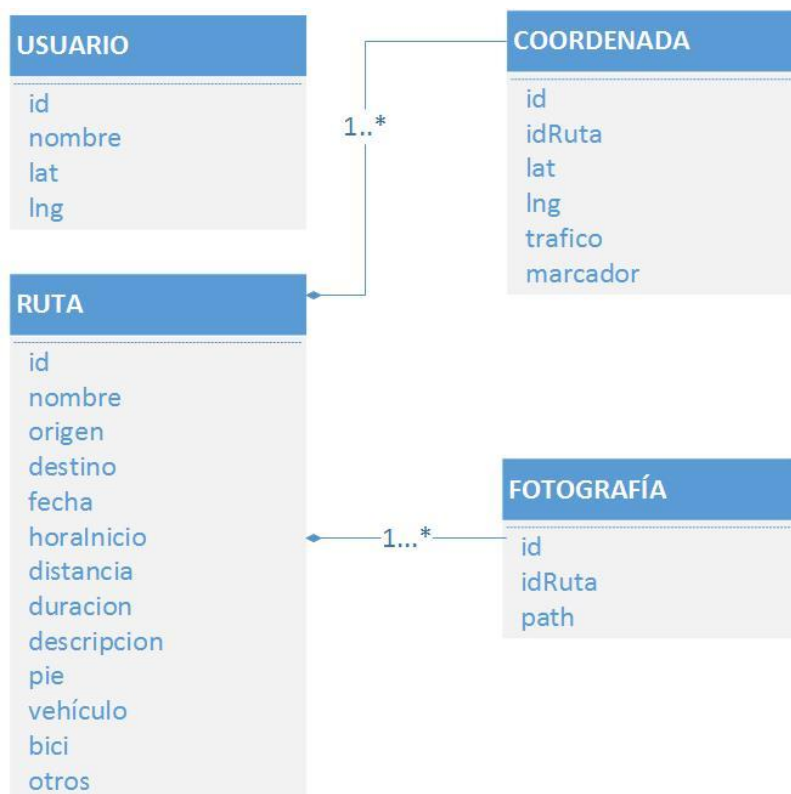 USUARIO
id
nombre
lat
lng
COORDENADA
id
idRuta
lat
lng
trafico
marcador
1..*
RUTA
id
nombre
origen
destino
fecha
horaInicio
distancia
duracion
descripcion
pie
vehículo
bici
otros
1...*
FOTOGRAFÍA
id
idRuta
path